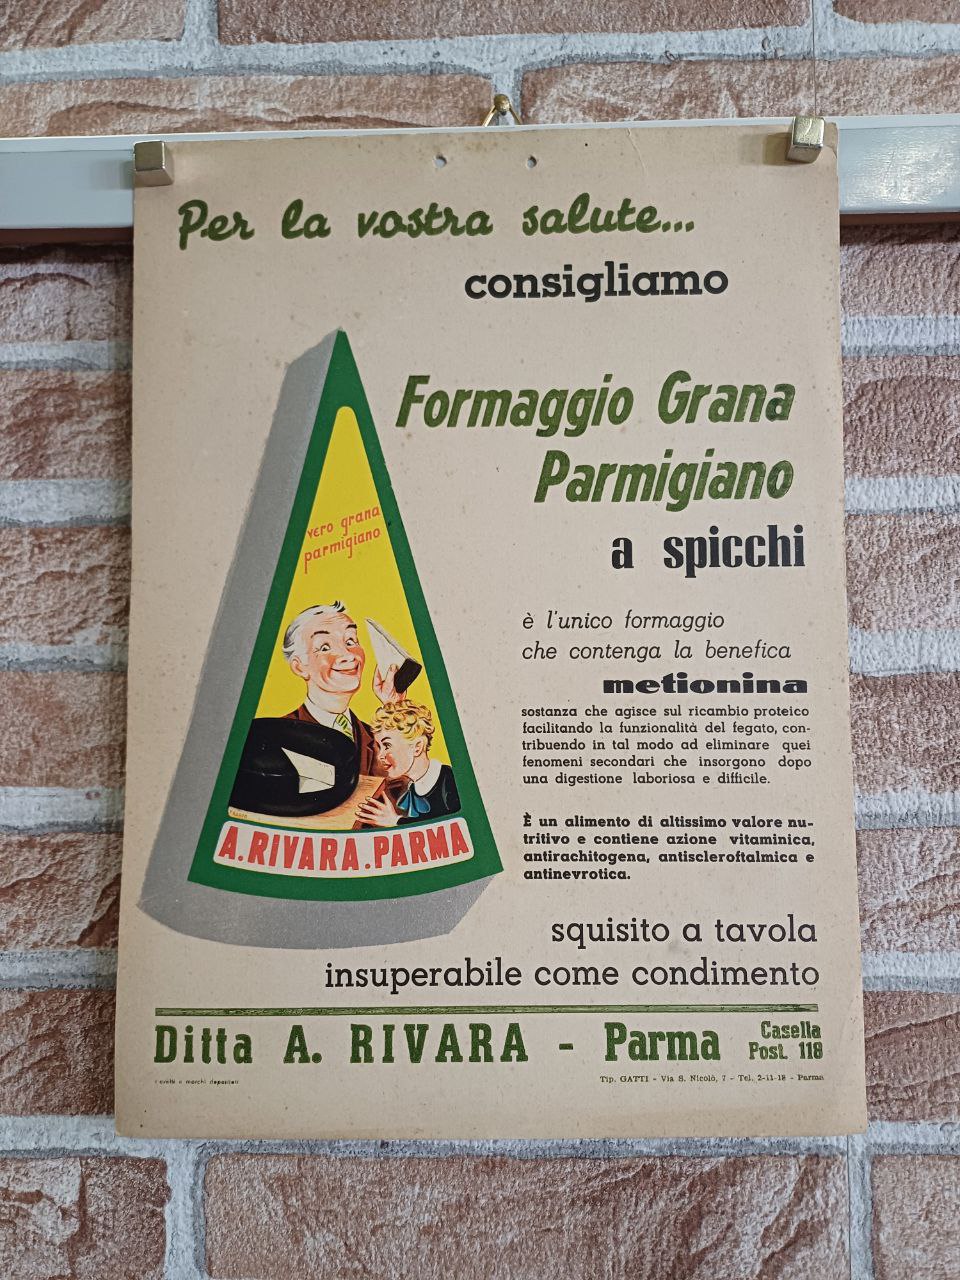 Per la vostra salute...
consigliamo
Formaggio Grana
Parmigiano
a spicchi
vero grana
parmigiano
A. RIVARA. PARMA
è l'unico formaggio
che contenga la benefica
metionina
sostanza che agisce sul ricambio proteico
facilitando la funzionalità del fegato, con-
tribuendo in tal modo ad eliminare quei
fenomeni secondari che insorgono dopo
una digestione laboriosa e difficile.
È un alimento di altissimo valore nu-
tritivo e contiene azione vitaminica,
antirachitogena, antiscleroftalmica e
antinevrotica.
squisito a tavola
insuperabile come condimento
Ditta A. RIVARA - Parma
Casella
Post. 118
e marchi depositati
Tip. GATTI - Via S. Nicolò, 7 - Tel. 2-11-18 - Parma